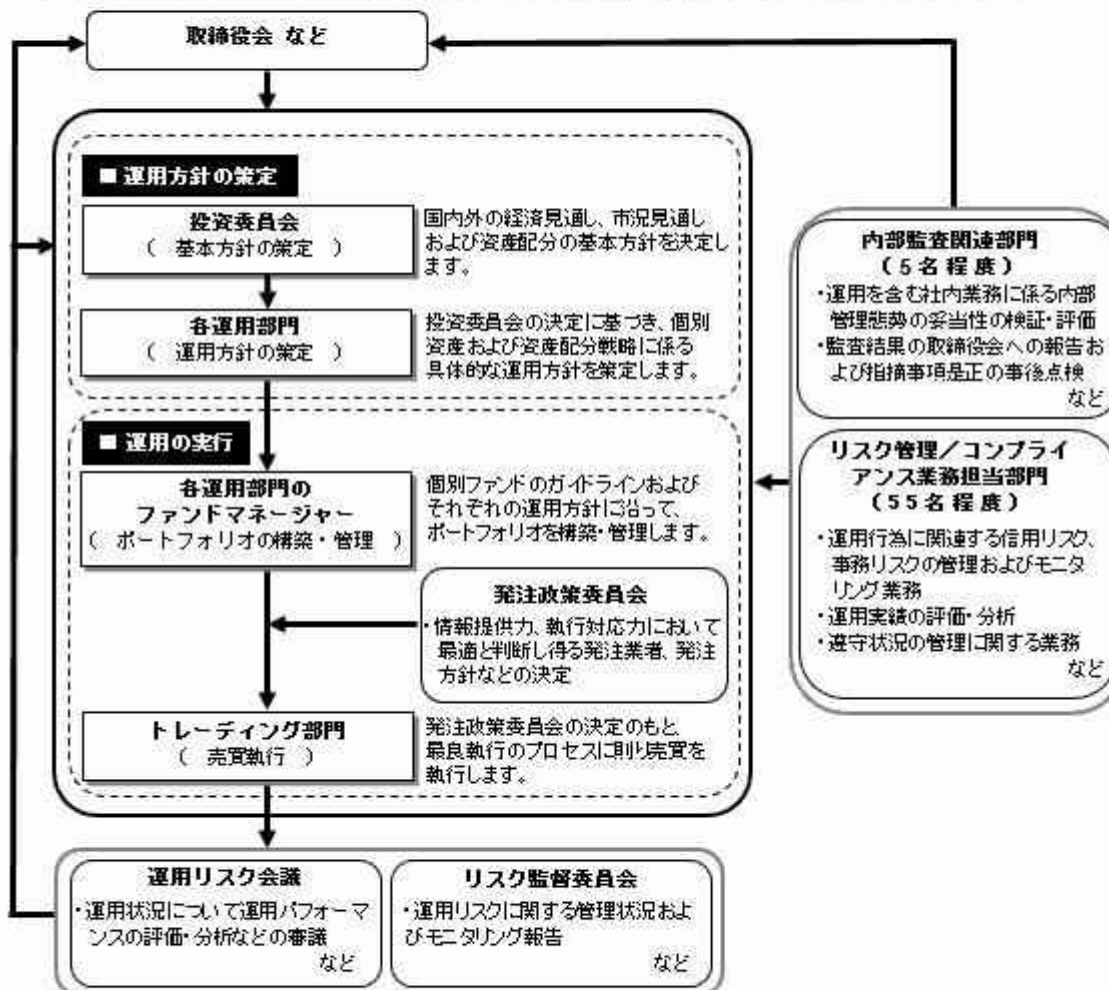 取締役会 など
■ 運用方針の策定
投資委員会
( 基本方針の策定 )
国内外の経済見通し、市況見通し
および資産配分の基本方針を決定し
ます。
各運用部門
( 運用方針の策定 )
投資委員会の決定に基づき、個別
資産および資産配分戦略に係る
具体的な運用方針を策定します。
■ 運用の実行
各運用部門の
ファンドマネージャー
( ポートフォリオの構築・管理 )
個別ファンドのガイドラインおよび
それぞれの運用方針に沿って、
ポートフォリオを構築・管理します。
発注政策委員会
・情報提供力、執行対応力において
最適と判断し得る発注業者、発注
方針などの決定
トレーディング部門
( 売買執行 )
発注政策委員会の決定のもと、
最良執行のプロセスに則り売買を
執行します。
内部監査関連部門
(5名程度)
・運用を含む社内業務に係る内部
管理態勢の妥当性の検証・評価
・監査結果の取締役会への報告お
よび指摘事項是正の事後点検
など
リスク管理/コンプライ
アンス業務担当部門
(55名程度)
・運用行為に関連する信用リスク、
事務リスクの管理およびモニタ
リング業務
・運用実績の評価・分析
・遵守状況の管理に関する業務
など
運用リスク会議
・運用状況について運用パフォーマ
ンスの評価・分析などの審議
など
リスク監督委員会
・運用リスクに関する管理状況およ
びモニタリング報告
など